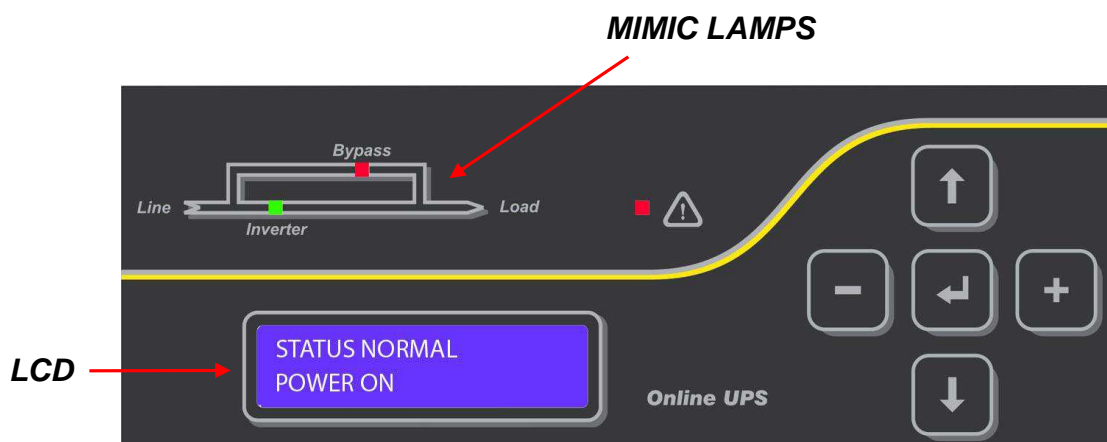 MIMIC LAMPS
Bypass
Line
Load
Inverter
STATUS NORMAL
POWER ON
LCD
Online UPS